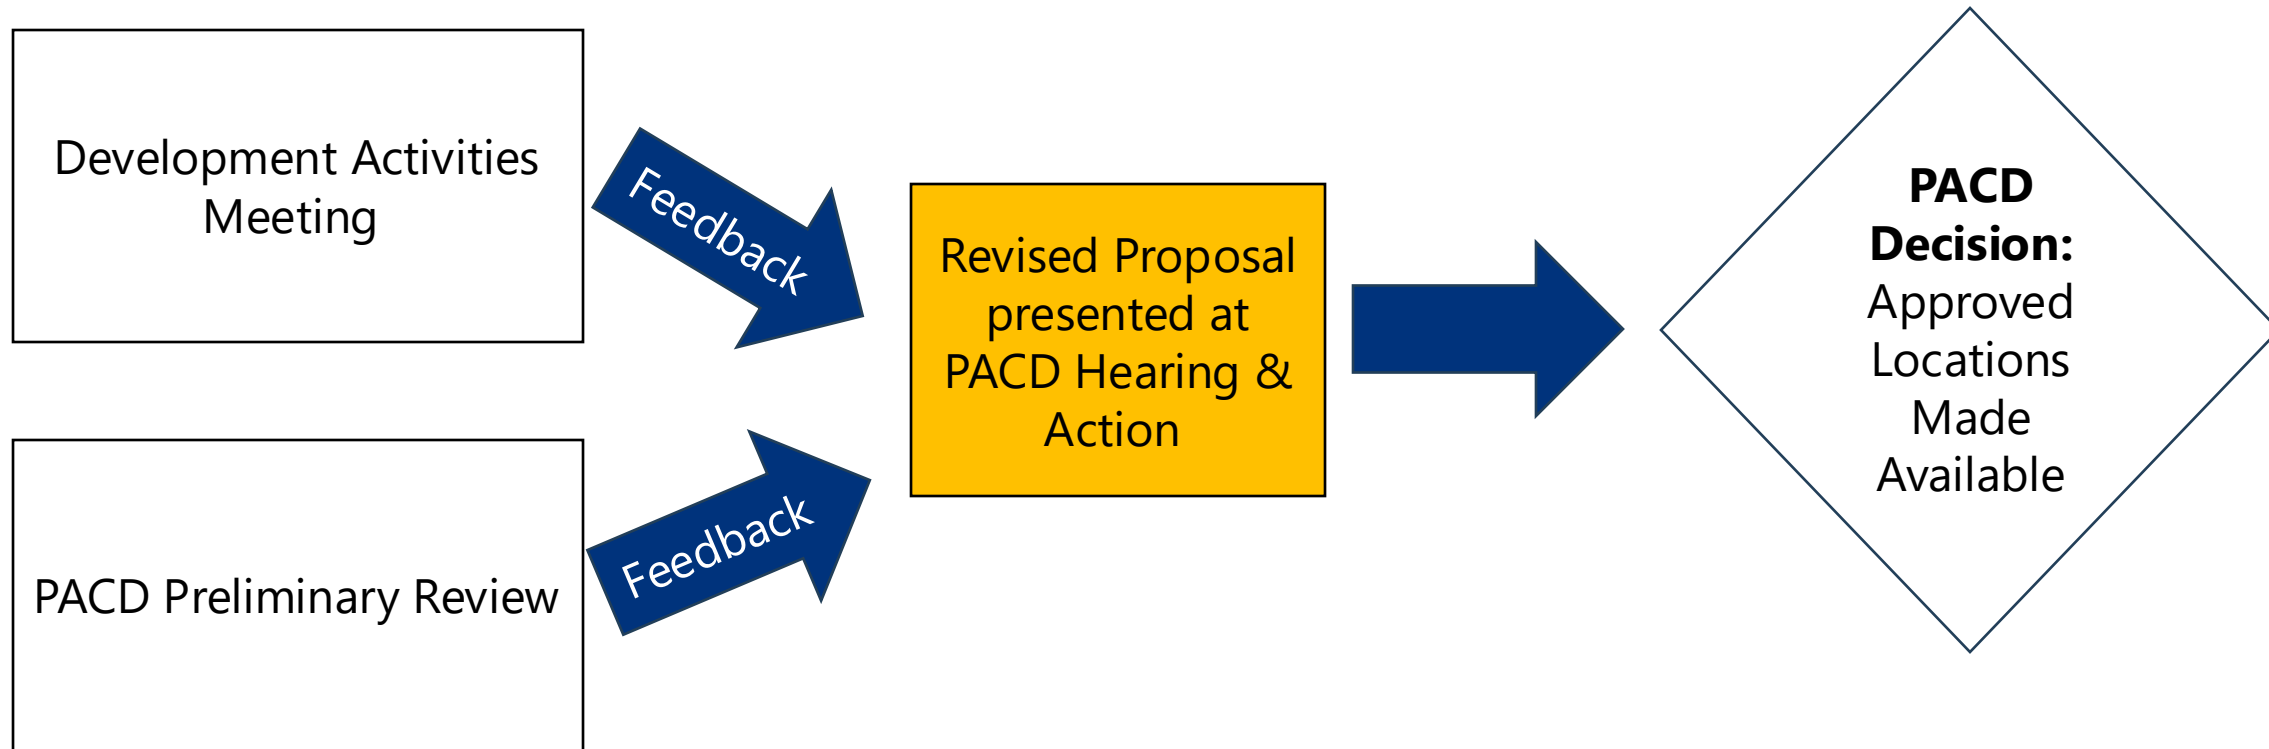 Development Activities
Meeting
Feedback
PACD Preliminary Review
Feedback
Revised Proposal
presented at
PACD Hearing &
Action
PACD
Decision:
Approved
Locations
Made
Available